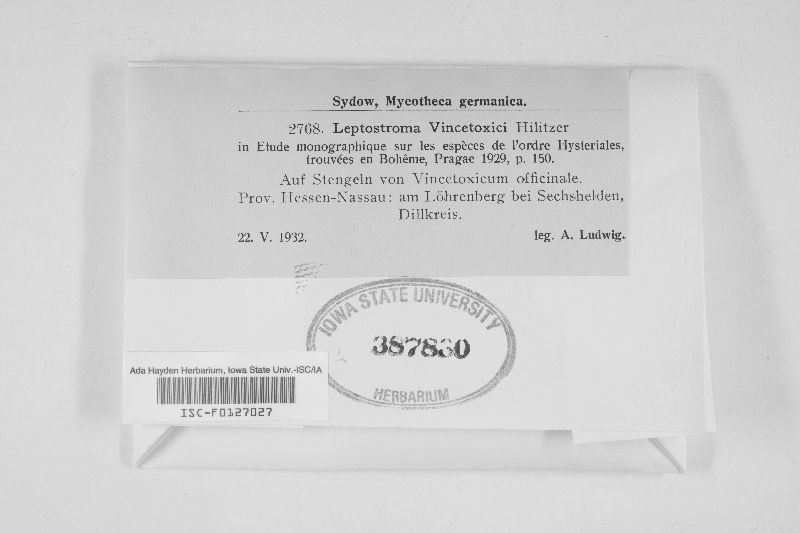 Sydow, Mycotheca germanica.
2768. Leptostroma Vincetoxici Hilitzer
in Etude monographique sur les espèces de l'ordre Hysteriales,
trouvées en Bohême, Pragae 1929, p. 150.
Auf Stengeln von Vincetoxicum officinale.
Prov. Hessen-Nassau: am Löhrenberg bei Sechshelden,
Dillkreis.
22. V. 1932. leg. A. Ludwig.
IOWA STATE UNIVERSITY
387830
HERBARIUM
Ada Hayden Herbarium, Iowa State Univ.-ISC/IA
ISC-F0127027